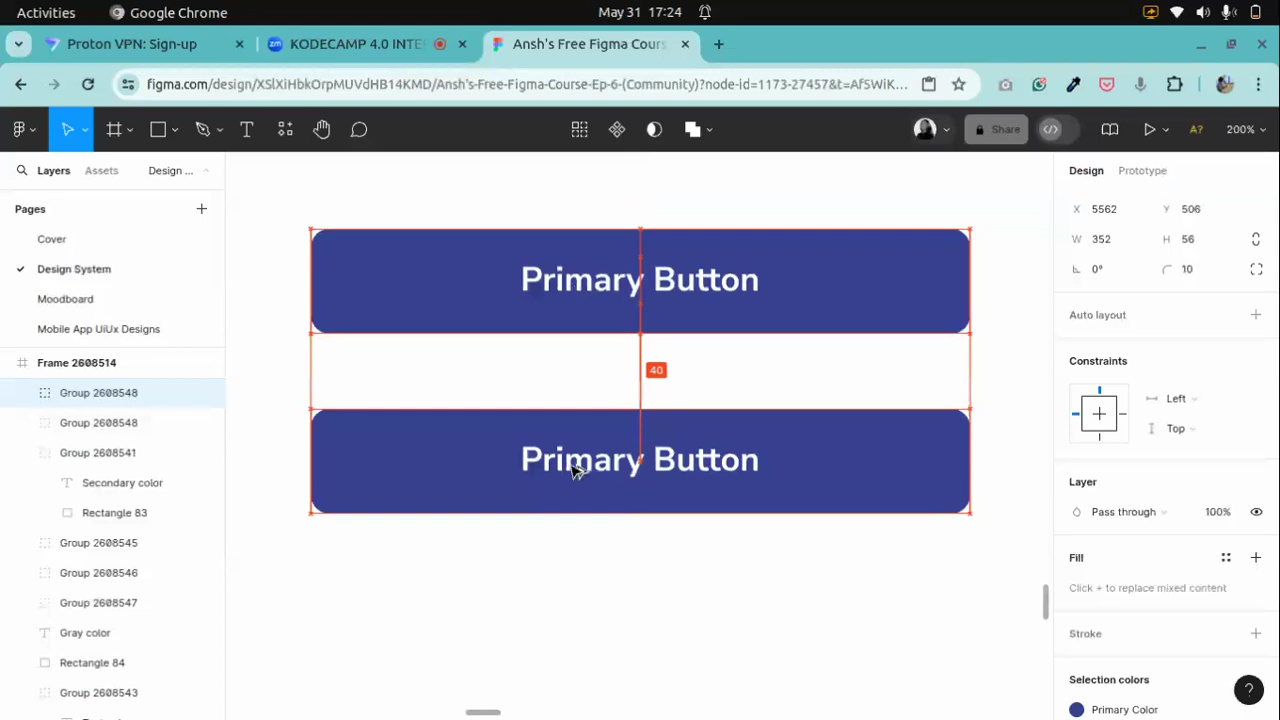 Activities Google Chrome May 31 17:24
Proton VPN: Sign-up KODECAMP 4.0 INTE Ansh's Free Figma Cours
figma.com/design/XSlXiHbkOrpMUVdHB14KMD/Ansh's-Free-Figma-Course-Ep-6-(Community)?node-id=1173-27457&t=AfSWiK...
Share A? 200%
Layers Assets Design ... Design Prototype
Pages
X 5562 Y 506
Cover
W 352 H 56
Design System
0° 10
Moodboard
Mobile App UiUx Designs
Auto layout
Frame 2608514
Constraints
Group 2608548
Left
Group 2608548
Top
Group 2608541
Secondary color
Layer
Rectangle 83
Pass through 100%
Group 2608545
Fill
Group 2608546
Click + to replace mixed content
Group 2608547
Gray color
Stroke
Rectangle 84
Selection colors
Group 2608543
Primary Color
Primary Button
40
Primary Button
?